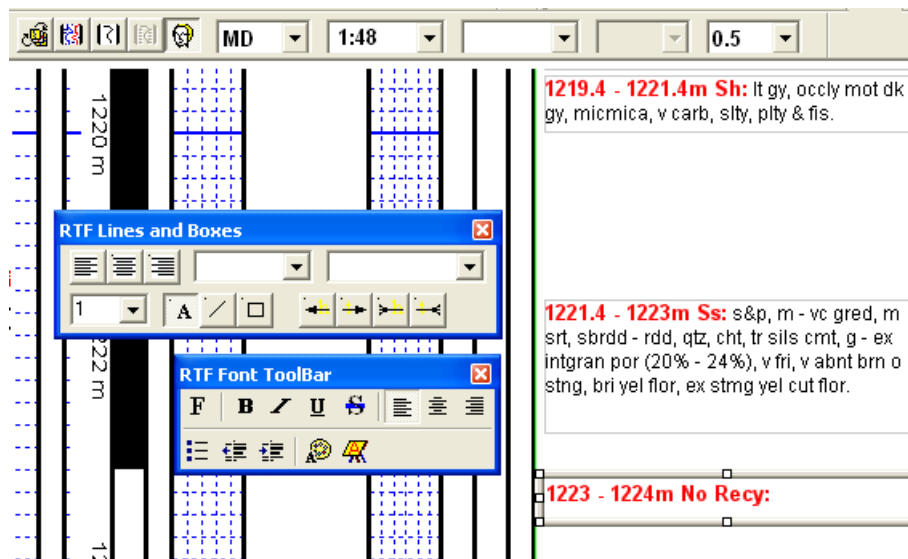 MD
1:48
0.5
1219.4 - 1221.4m Sh: lt gy, occly mot dk
gy, micmica, v carb, slty, plty & fis.
1220 m
RTF Lines and Boxes
1
A
1221.4 - 1223m Ss: s&p, m - vc gred, m
srt, sbrdd - rdd, qtz, cht, tr sils cmt, g - ex
intgran por (20% - 24%), v fri, v abnt brn o
stng, bri yel flor, ex stmg yel cut flor.
222 m
RTF Font ToolBar
F B I U S
1223 - 1224m No Recy: